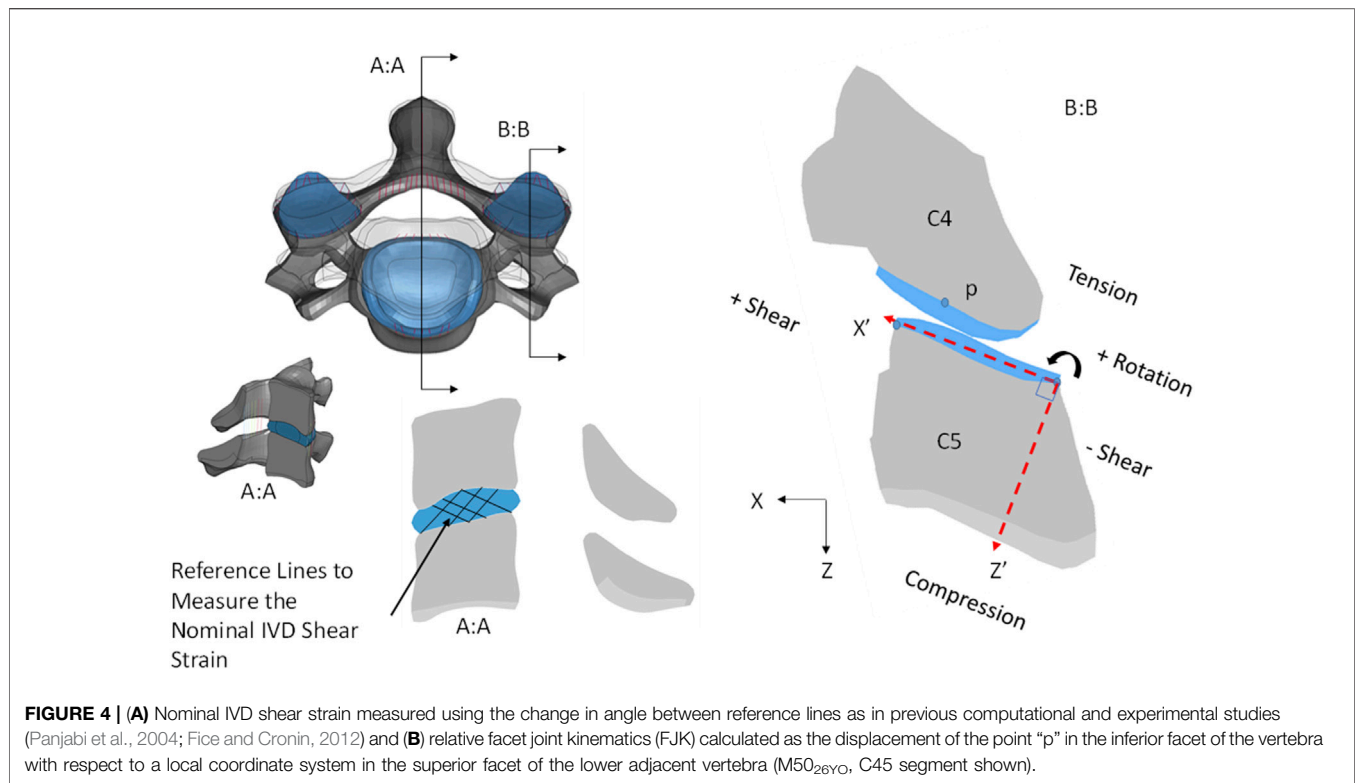 A:A
B:B
A:A
Reference Lines to
Measure the
Nominal IVD Shear
Strain
A:A
B:B
C4
p
Tension
+ Shear
X’
+ Rotation
C5
- Shear
X
Z
Z’
Compression
FIGURE 4 | (A) Nominal IVD shear strain measured using the change in angle between reference lines as in previous computational and experimental studies
(Panjabi et al., 2004; Fice and Cronin, 2012) and (B) relative facet joint kinematics (FJK) calculated as the displacement of the point “p” in the inferior facet of the vertebra
with respect to a local coordinate system in the superior facet of the lower adjacent vertebra (M5026YO, C45 segment shown).